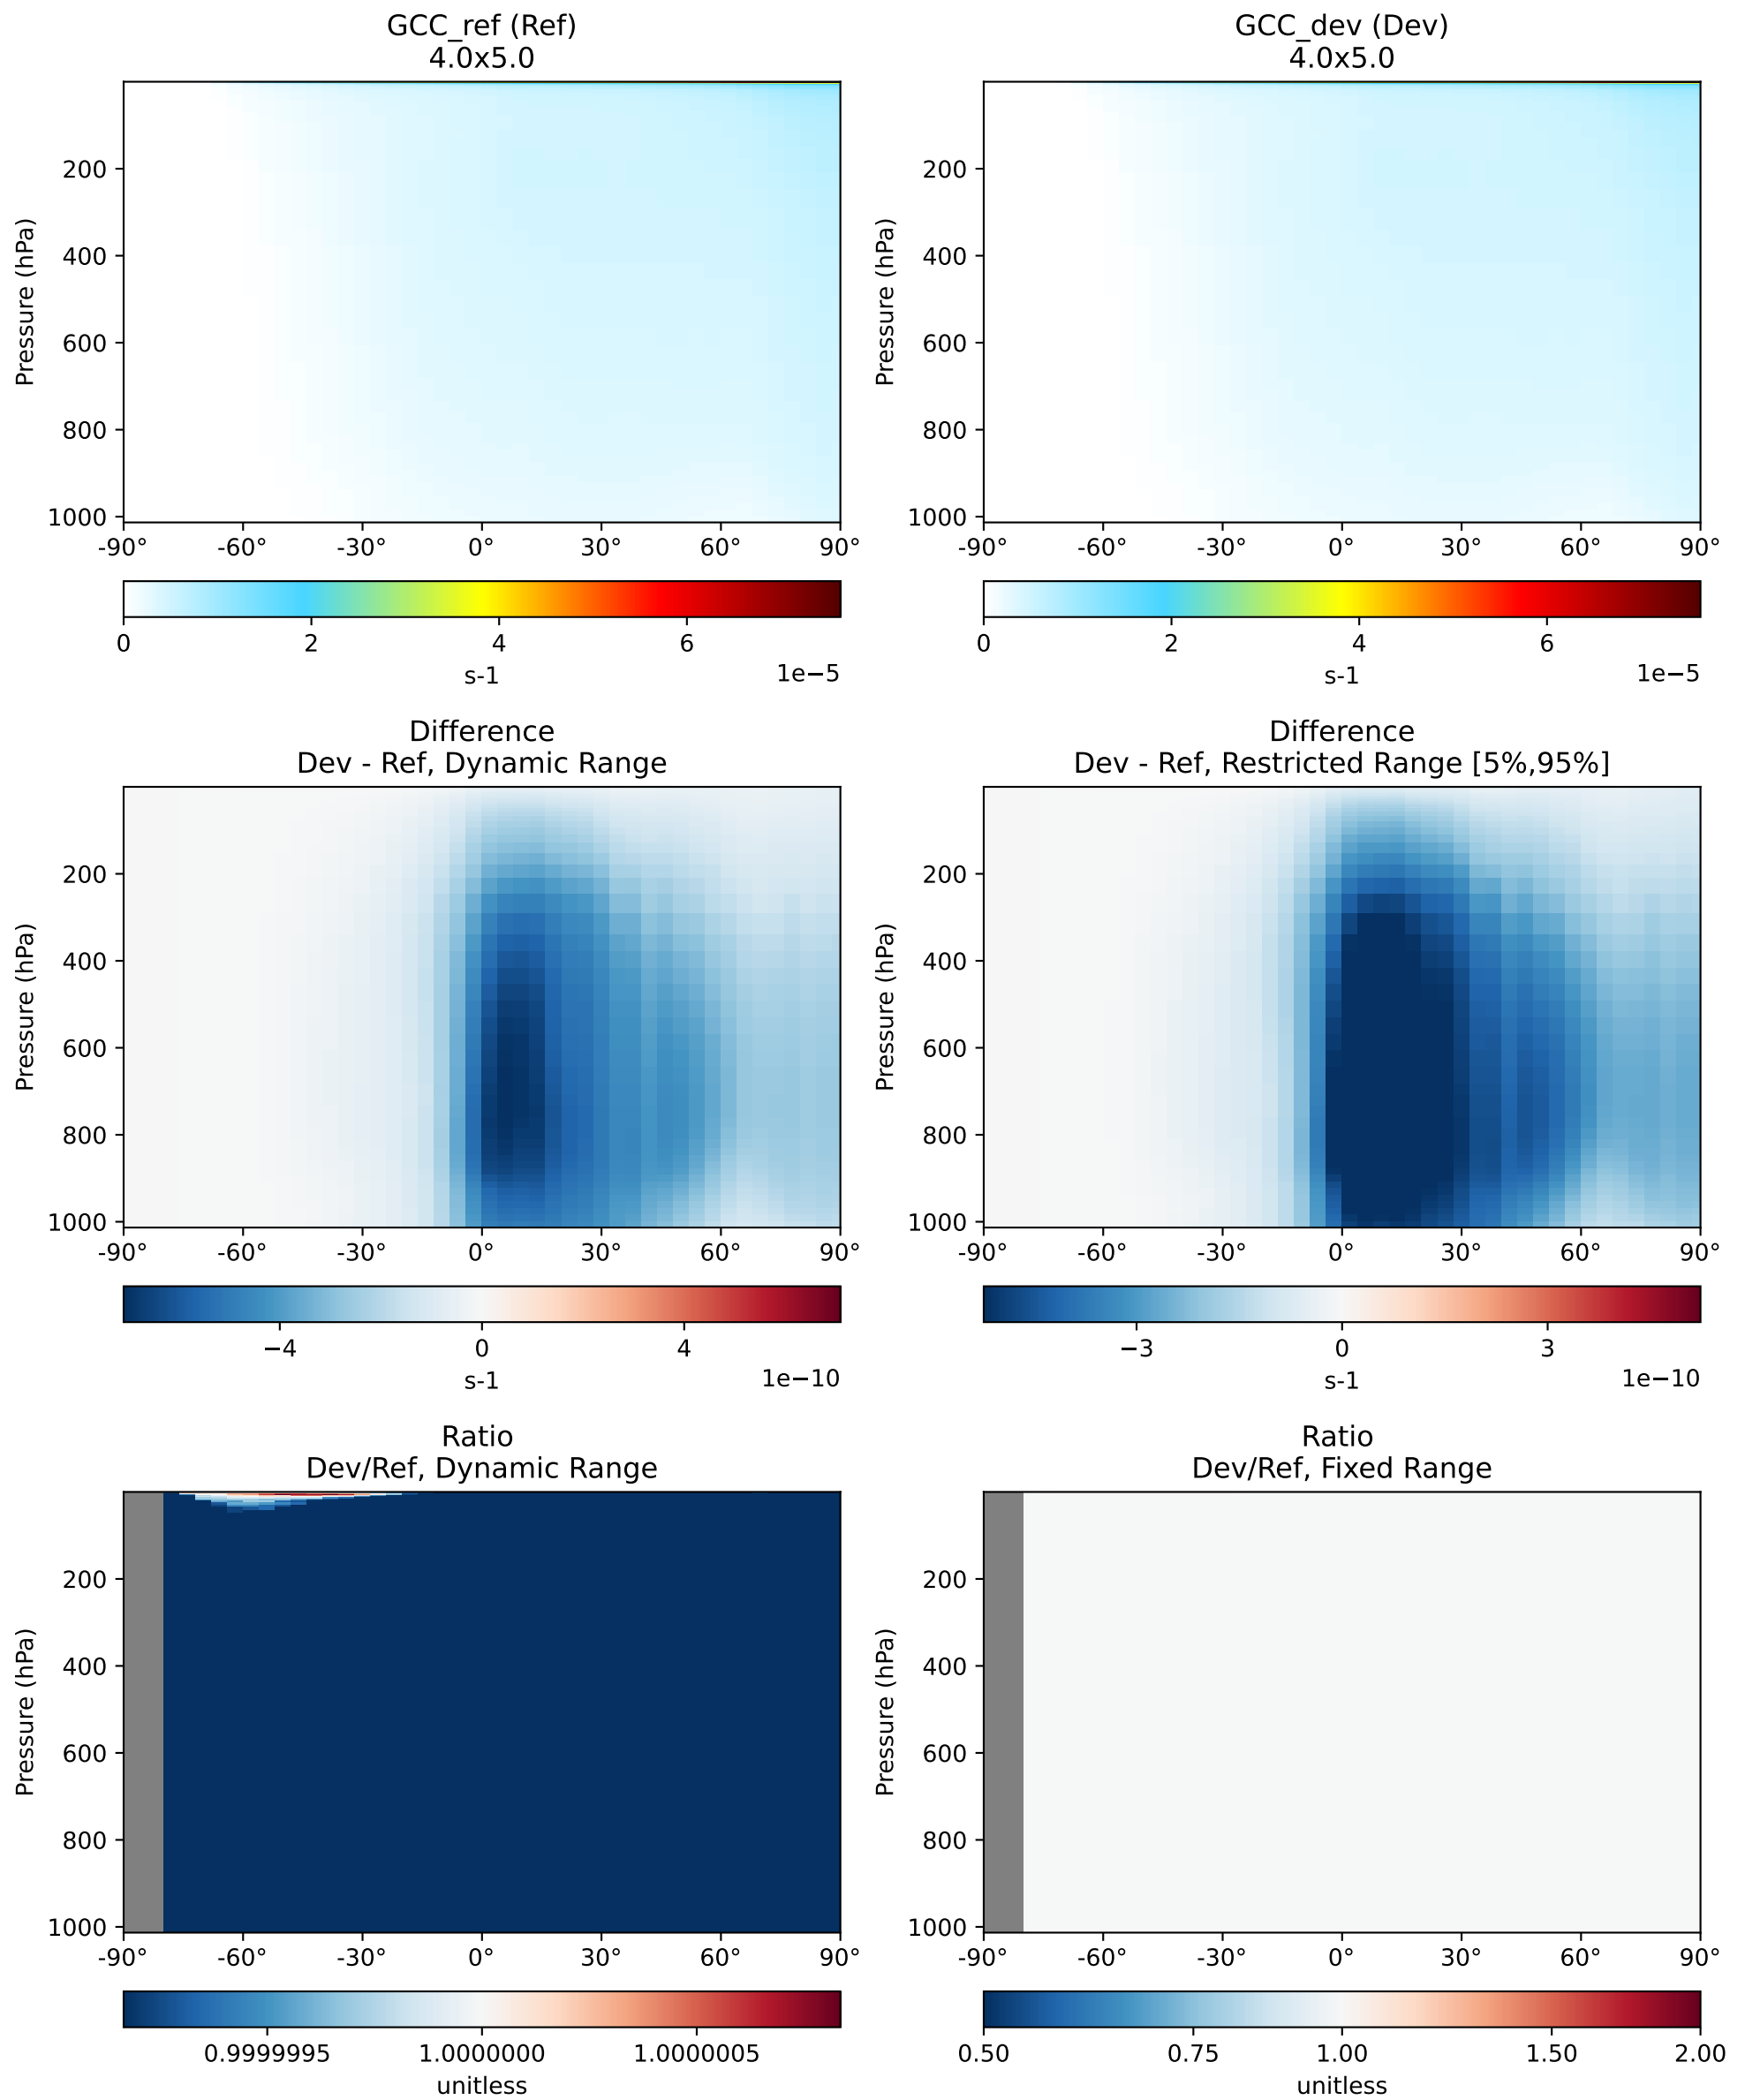 GCC_ref (Ref)
4.0x5.0
Pressure (hPa)
200
400
600
800
1000
-90° -60° -30° 0° 30° 60° 90°
0 2 4 6
1e−5
s-1
GCC_dev (Dev)
4.0x5.0
Pressure (hPa)
200
400
600
800
1000
-90° -60° -30° 0° 30° 60° 90°
0 2 4 6
1e−5
s-1
Difference
Dev - Ref, Dynamic Range
Pressure (hPa)
200
400
600
800
1000
-90° -60° -30° 0° 30° 60° 90°
−4 0 4
1e−10
s-1
Difference
Dev - Ref, Restricted Range [5%,95%]
Pressure (hPa)
200
400
600
800
1000
-90° -60° -30° 0° 30° 60° 90°
−3 0 3
1e−10
s-1
Ratio
Dev/Ref, Dynamic Range
Pressure (hPa)
200
400
600
800
1000
-90° -60° -30° 0° 30° 60° 90°
0.9999995 1.0000000 1.0000005
unitless
Ratio
Dev/Ref, Fixed Range
Pressure (hPa)
200
400
600
800
1000
-90° -60° -30° 0° 30° 60° 90°
0.50 0.75 1.00 1.50 2.00
unitless